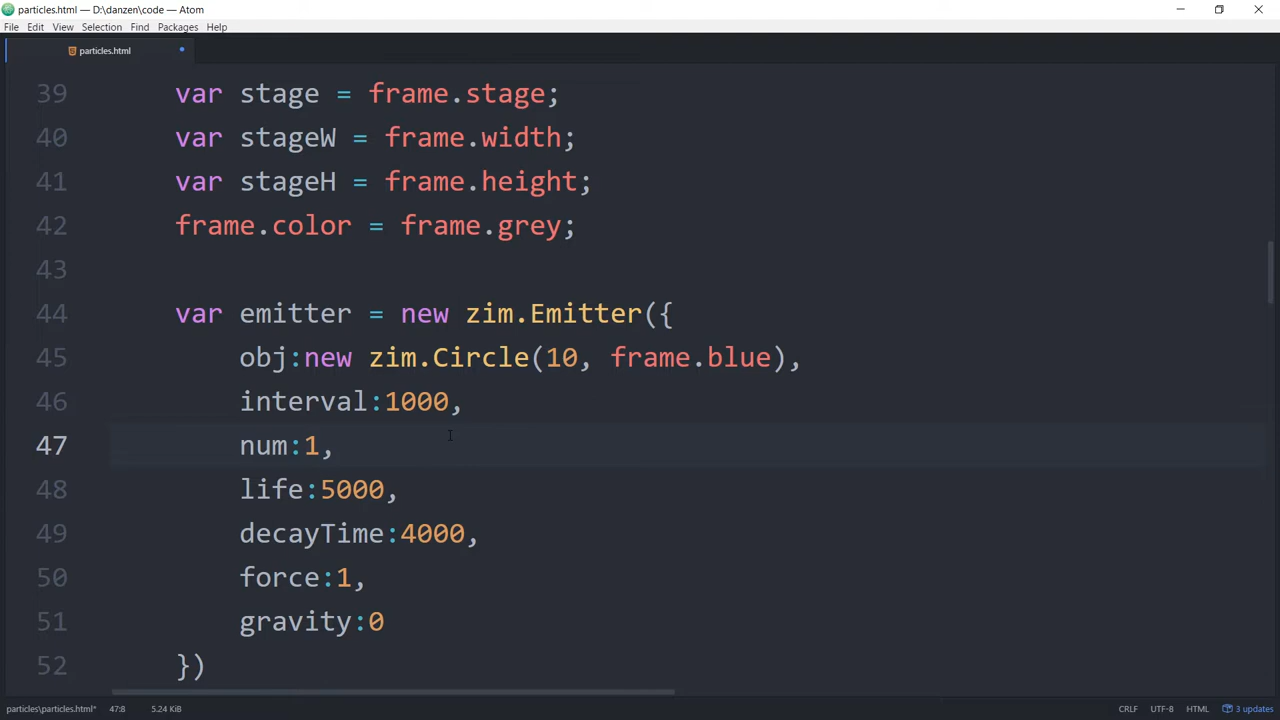 particles.html — D:\danzen\code — Atom
File Edit View Selection Find Packages Help
particles.html
39 var stage = frame.stage;
40 var stageW = frame.width;
41 var stageH = frame.height;
42 frame.color = frame.grey;
43
44 var emitter = new zim.Emitter({
45 obj:new zim.Circle(10, frame.blue),
46 interval:1000,
47 num:1,
48 life:5000,
49 decayTime:4000,
50 force:1,
51 gravity:0
52 })
particles\particles.html* 47:8 5.24 KiB CRLF UTF-8 HTML 3 updates